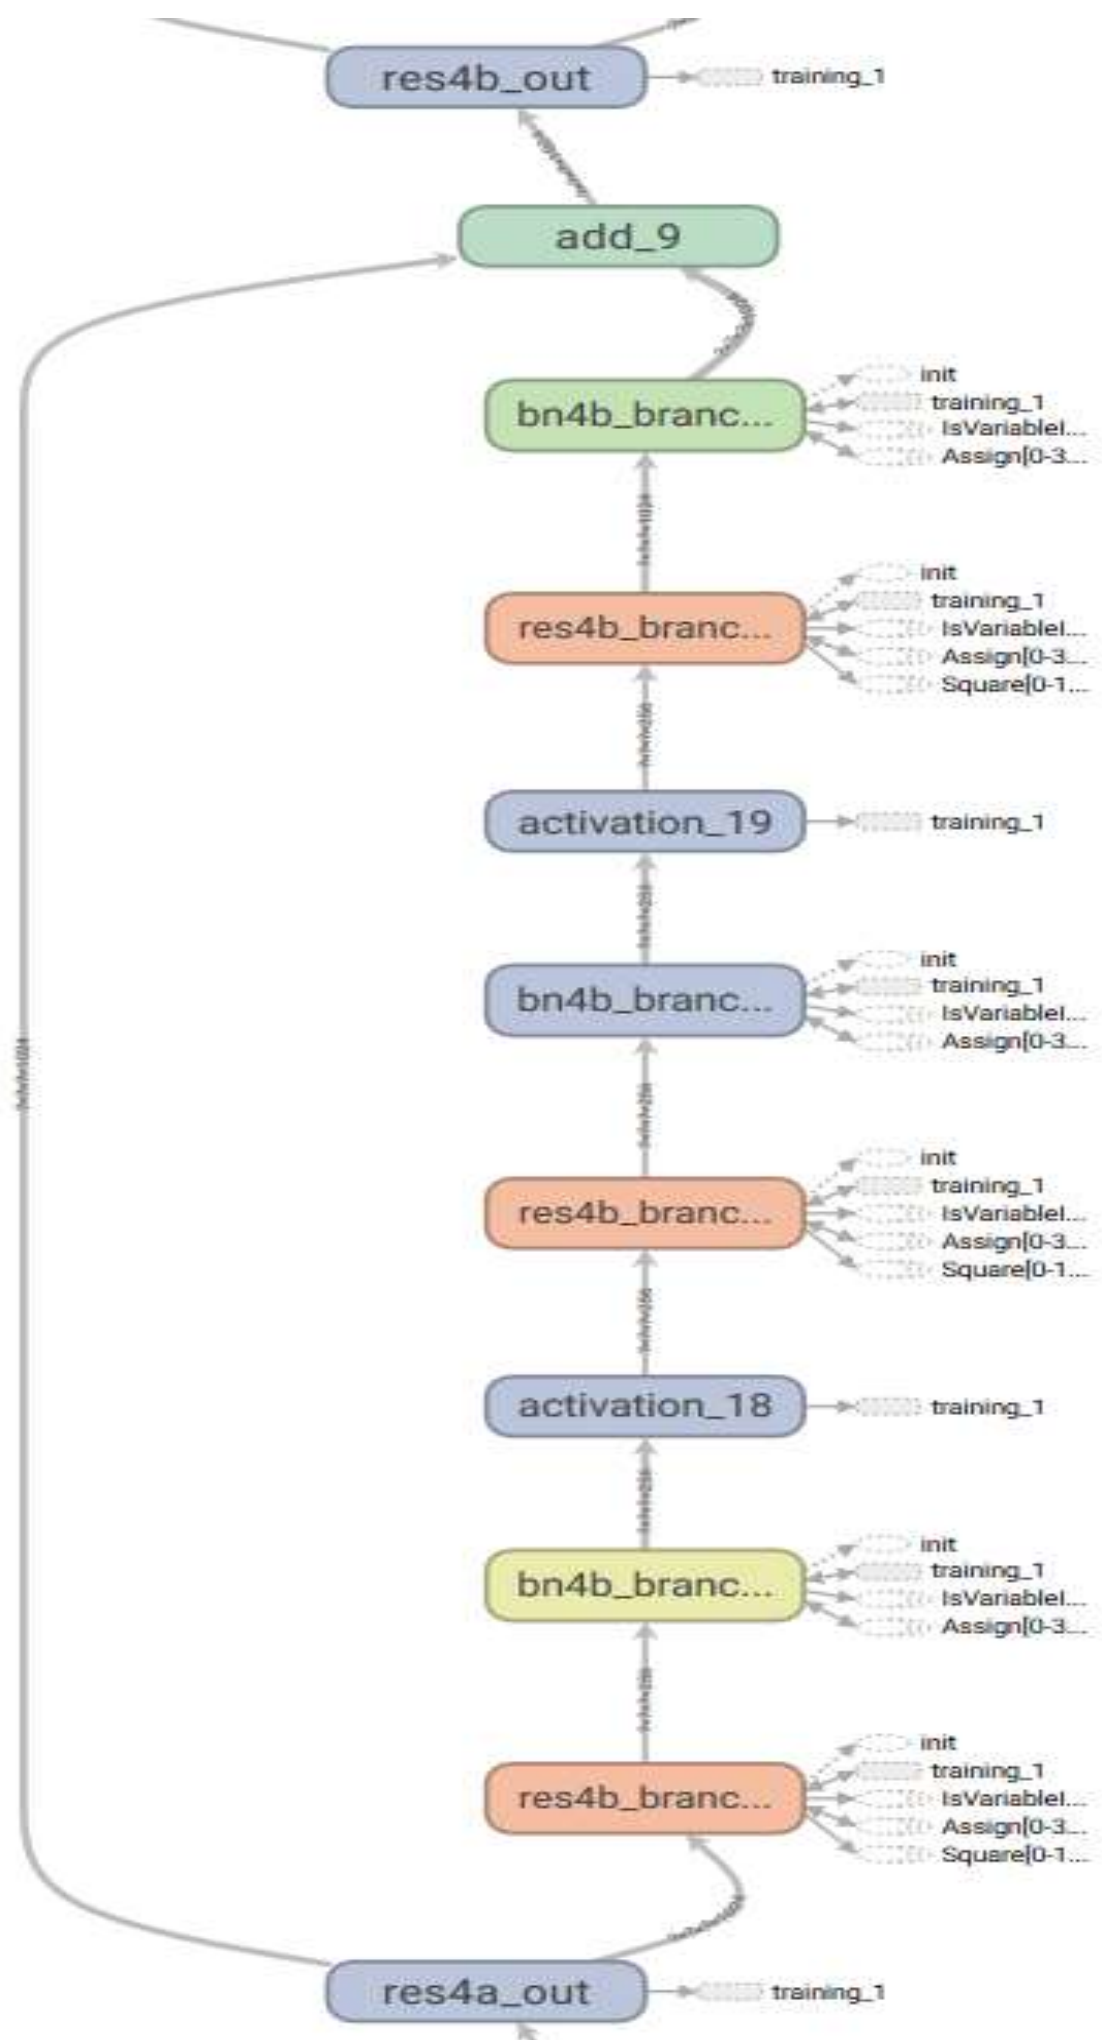 res4b_out training_1
add_9
bn4b_branc...
init
training_1
IsVariableI...
Assign[0-3...
res4b_branc...
init
training_1
IsVariableI...
Assign[0-3...
Square[0-1...
activation_19 training_1
bn4b_branc...
init
training_1
IsVariableI...
Assign[0-3...
res4b_branc...
init
training_1
IsVariableI...
Assign[0-3...
Square[0-1...
activation_18 training_1
bn4b_branc...
init
training_1
IsVariableI...
Assign[0-3...
res4b_branc...
init
training_1
IsVariableI...
Assign[0-3...
Square[0-1...
res4a_out training_1